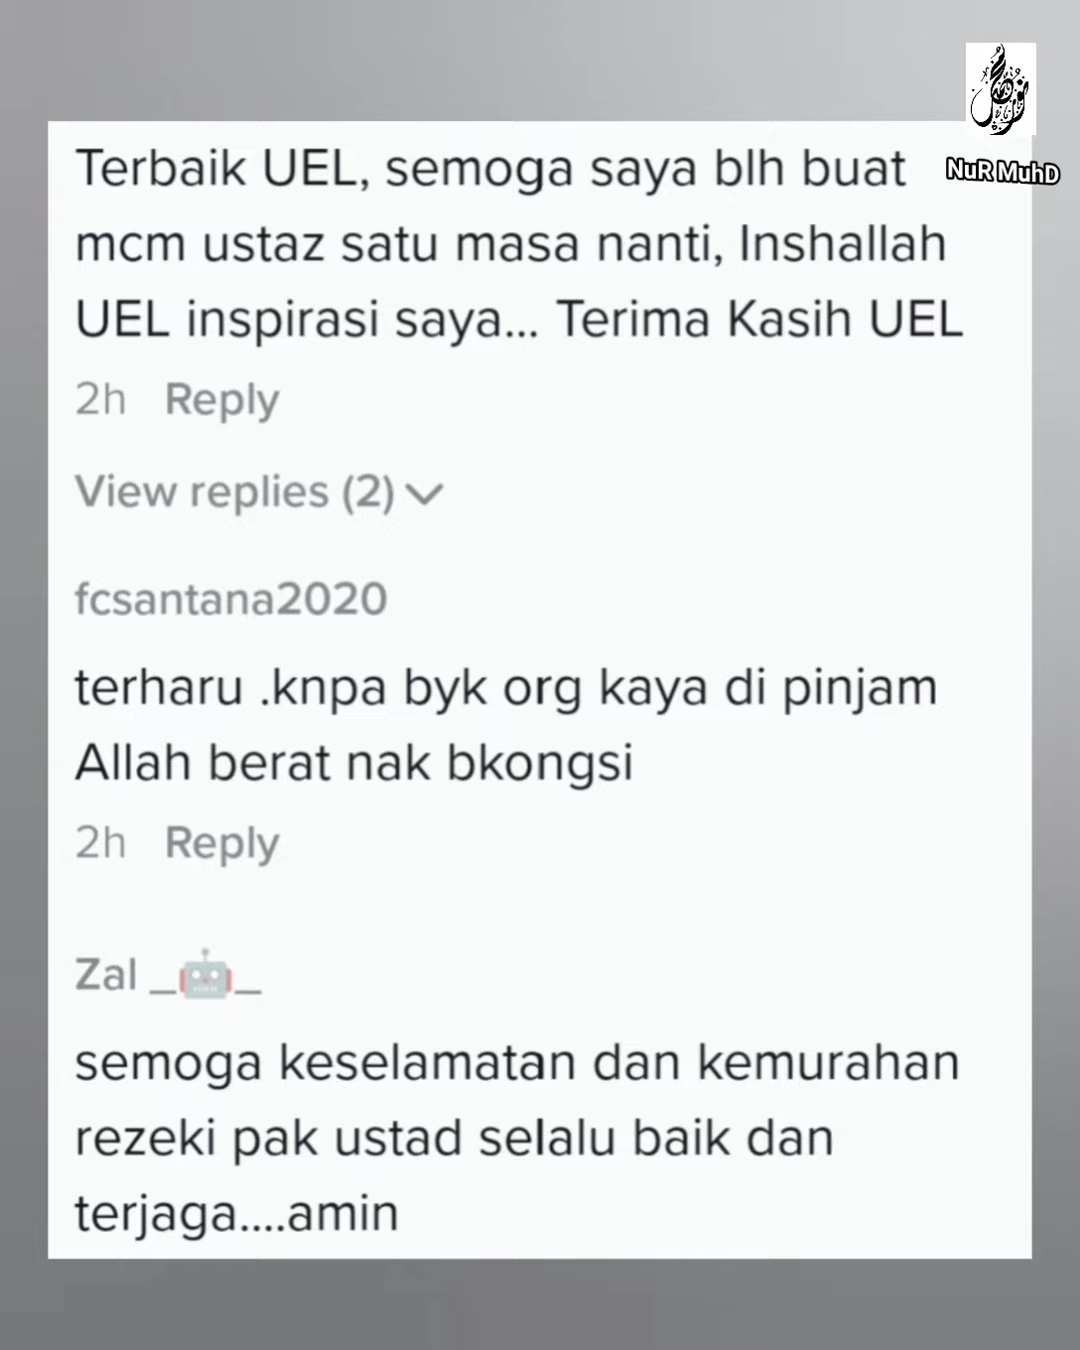 NuR MuhD
Terbaik UEL, semoga saya blh buat
mcm ustaz satu masa nanti, Inshallah
UEL inspirasi saya... Terima Kasih UEL
2h Reply
View replies (2)
fcsantana2020
terharu .knpa byk org kaya di pinjam
Allah berat nak bkongsi
2h Reply
Zal _🤖_
semoga keselamatan dan kemurahan
rezeki pak ustad selalu baik dan
terjaga....amin